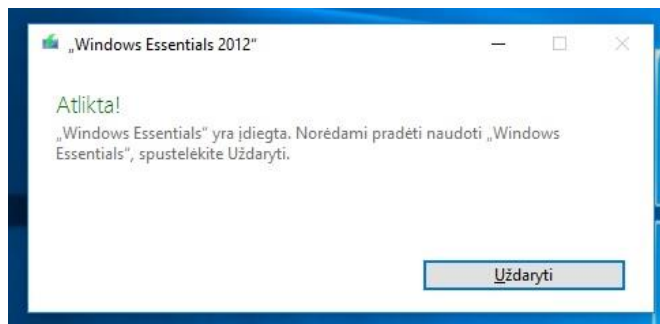 „Windows Essentials 2012“
Atlikta!
„Windows Essentials“ yra įdiegta. Norėdami pradėti naudoti „Windows
Essentials“, spustelėkite Uždaryti.
Uždaryti